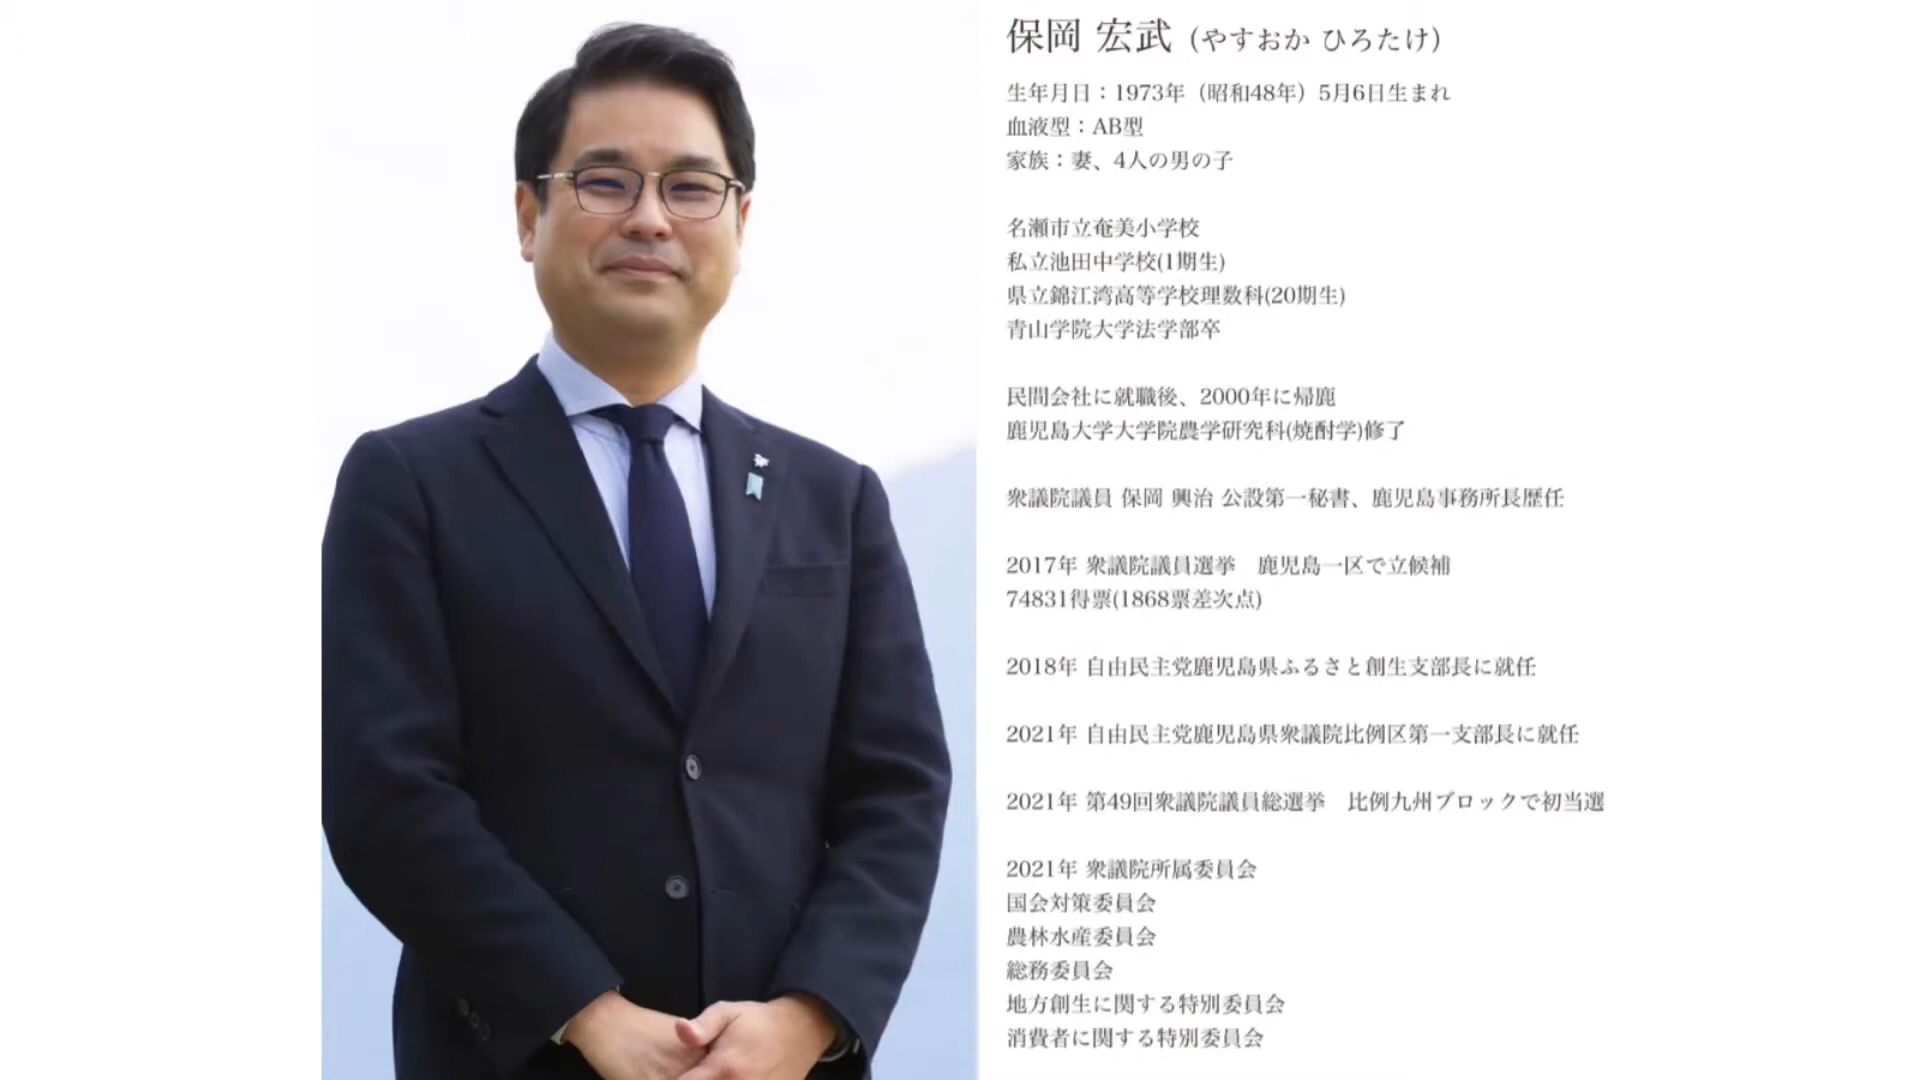 保岡 宏武 (やすおか ひろたけ)
生年月日：1973年（昭和48年）5月6日生まれ
血液型：AB型
家族：妻、4人の男の子
名瀬市立奄美小学校
私立池田中学校(1期生)
県立錦江湾高等学校理数科(20期生)
青山学院大学法学部卒
民間会社に就職後、2000年に帰鹿
鹿児島大学大学院農学研究科(焼酎学)修了
衆議院議員 保岡 興治 公設第一秘書、鹿児島事務所長歴任
2017年 衆議院議員選挙　鹿児島一区で立候補
74831得票(1868票差次点)
2018年 自由民主党鹿児島県ふるさと創生支部長に就任
2021年 自由民主党鹿児島県衆議院比例区第一支部長に就任
2021年 第49回衆議院議員総選挙　比例九州ブロックで初当選
2021年 衆議院所属委員会
国会対策委員会
農林水産委員会
総務委員会
地方創生に関する特別委員会
消費者に関する特別委員会